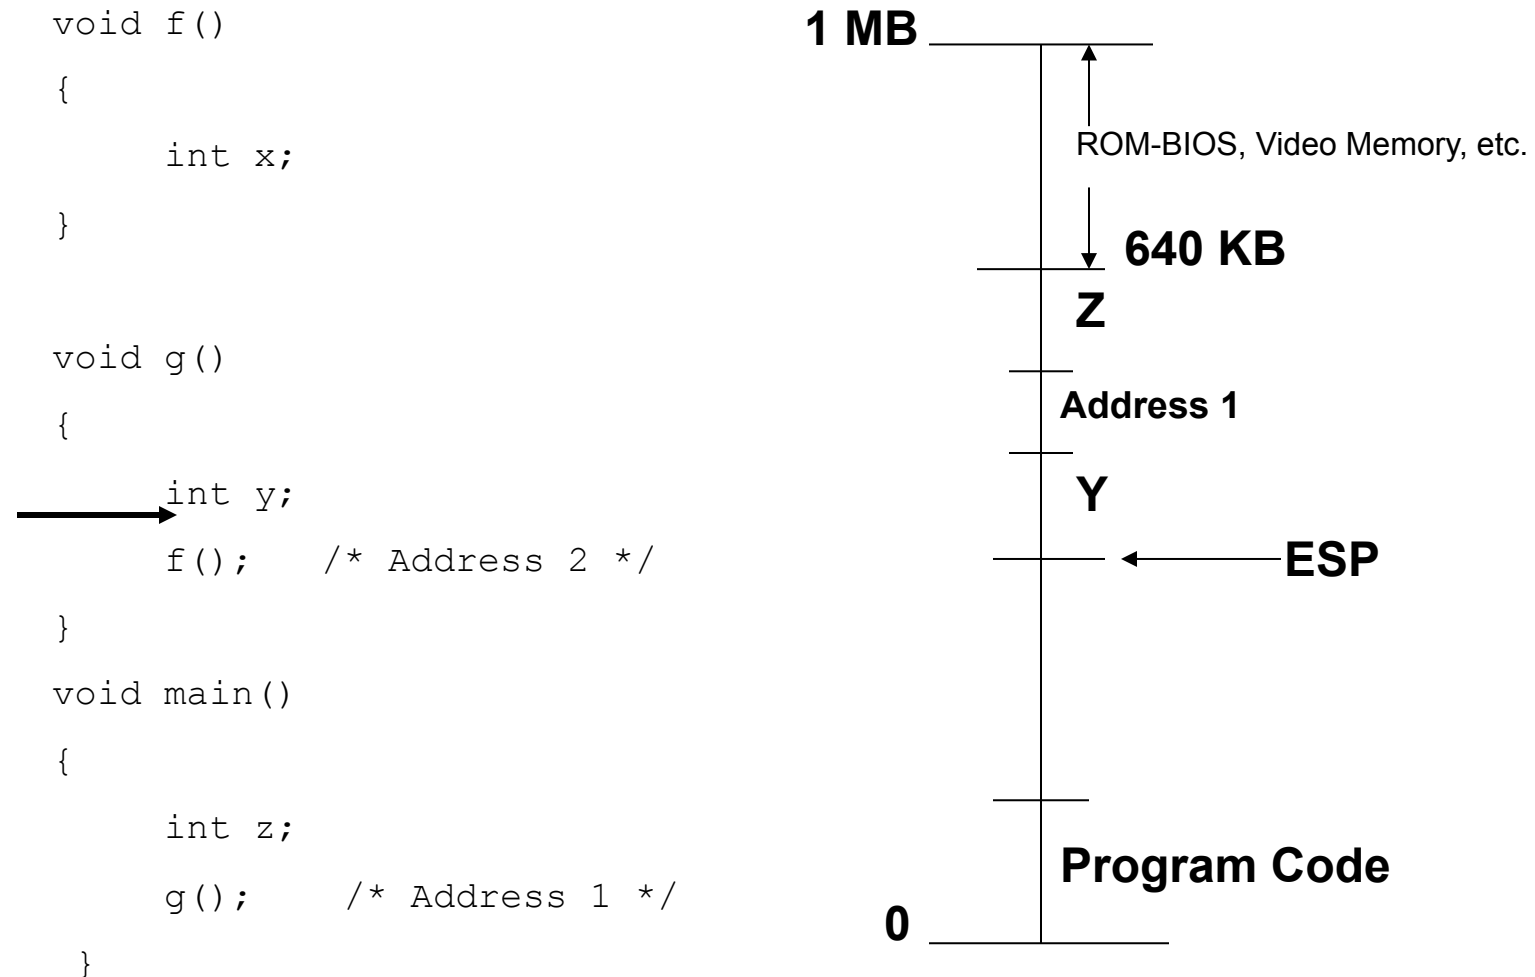 void f()
{
int x;
}
void g()
{
int y;
f(); /* Address 2 */
}
void main()
{
int z;
g(); /* Address 1 */
}
1 MB
ROM-BIOS, Video Memory, etc.
640 KB
Z
Address 1
Y
ESP
Program Code
0